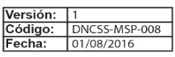 Versión: 1
Código: DNCSS-MSP-008
Fecha: 01/08/2016